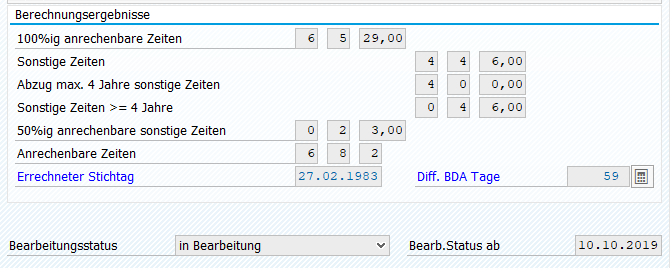 Berechnungsergebnisse
100%ig anrechenbare Zeiten 6 5 29,00
Sonstige Zeiten 4 4 6,00
Abzug max. 4 Jahre sonstige Zeiten 4 0 0,00
Sonstige Zeiten >= 4 Jahre 0 4 6,00
50%ig anrechenbare sonstige Zeiten 0 2 3,00
Anrechenbare Zeiten 6 8 2
Errechneter Stichtag 27.02.1983 Diff. BDA Tage 59
Bearbeitungsstatus in Bearbeitung Bearb.Status ab 10.10.2019